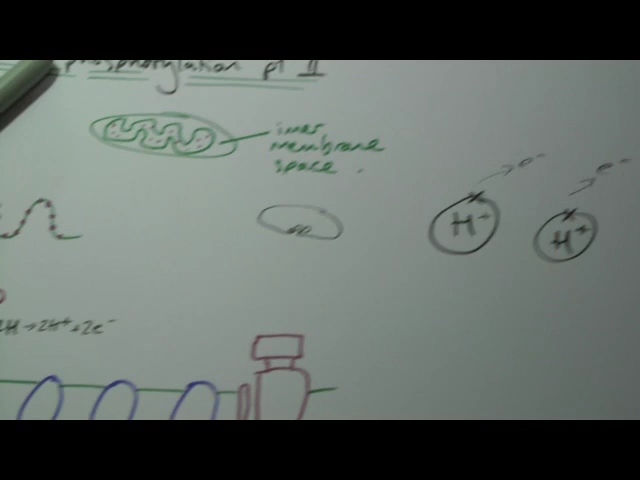 phosphorylation pt II
inner
membrane
space.
e⁻
e⁻
H⁺
H⁺
2H → 2H⁺ + 2e⁻